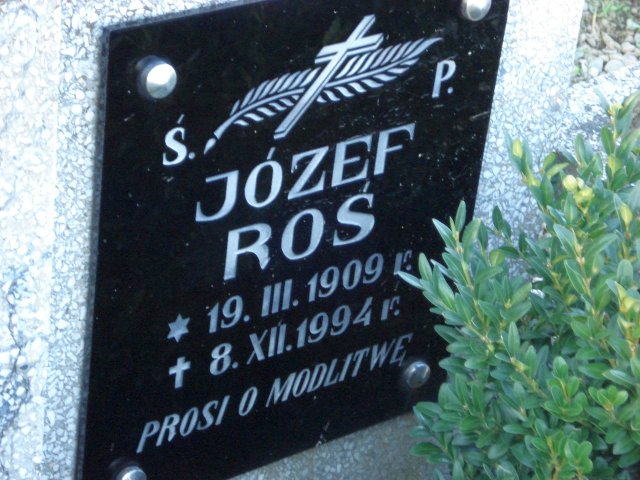 Ś. P.
JÓZEF
ROŚ
19. III. 1909 r.
8. XII. 1994 r.
PROSI O MODLITWĘ